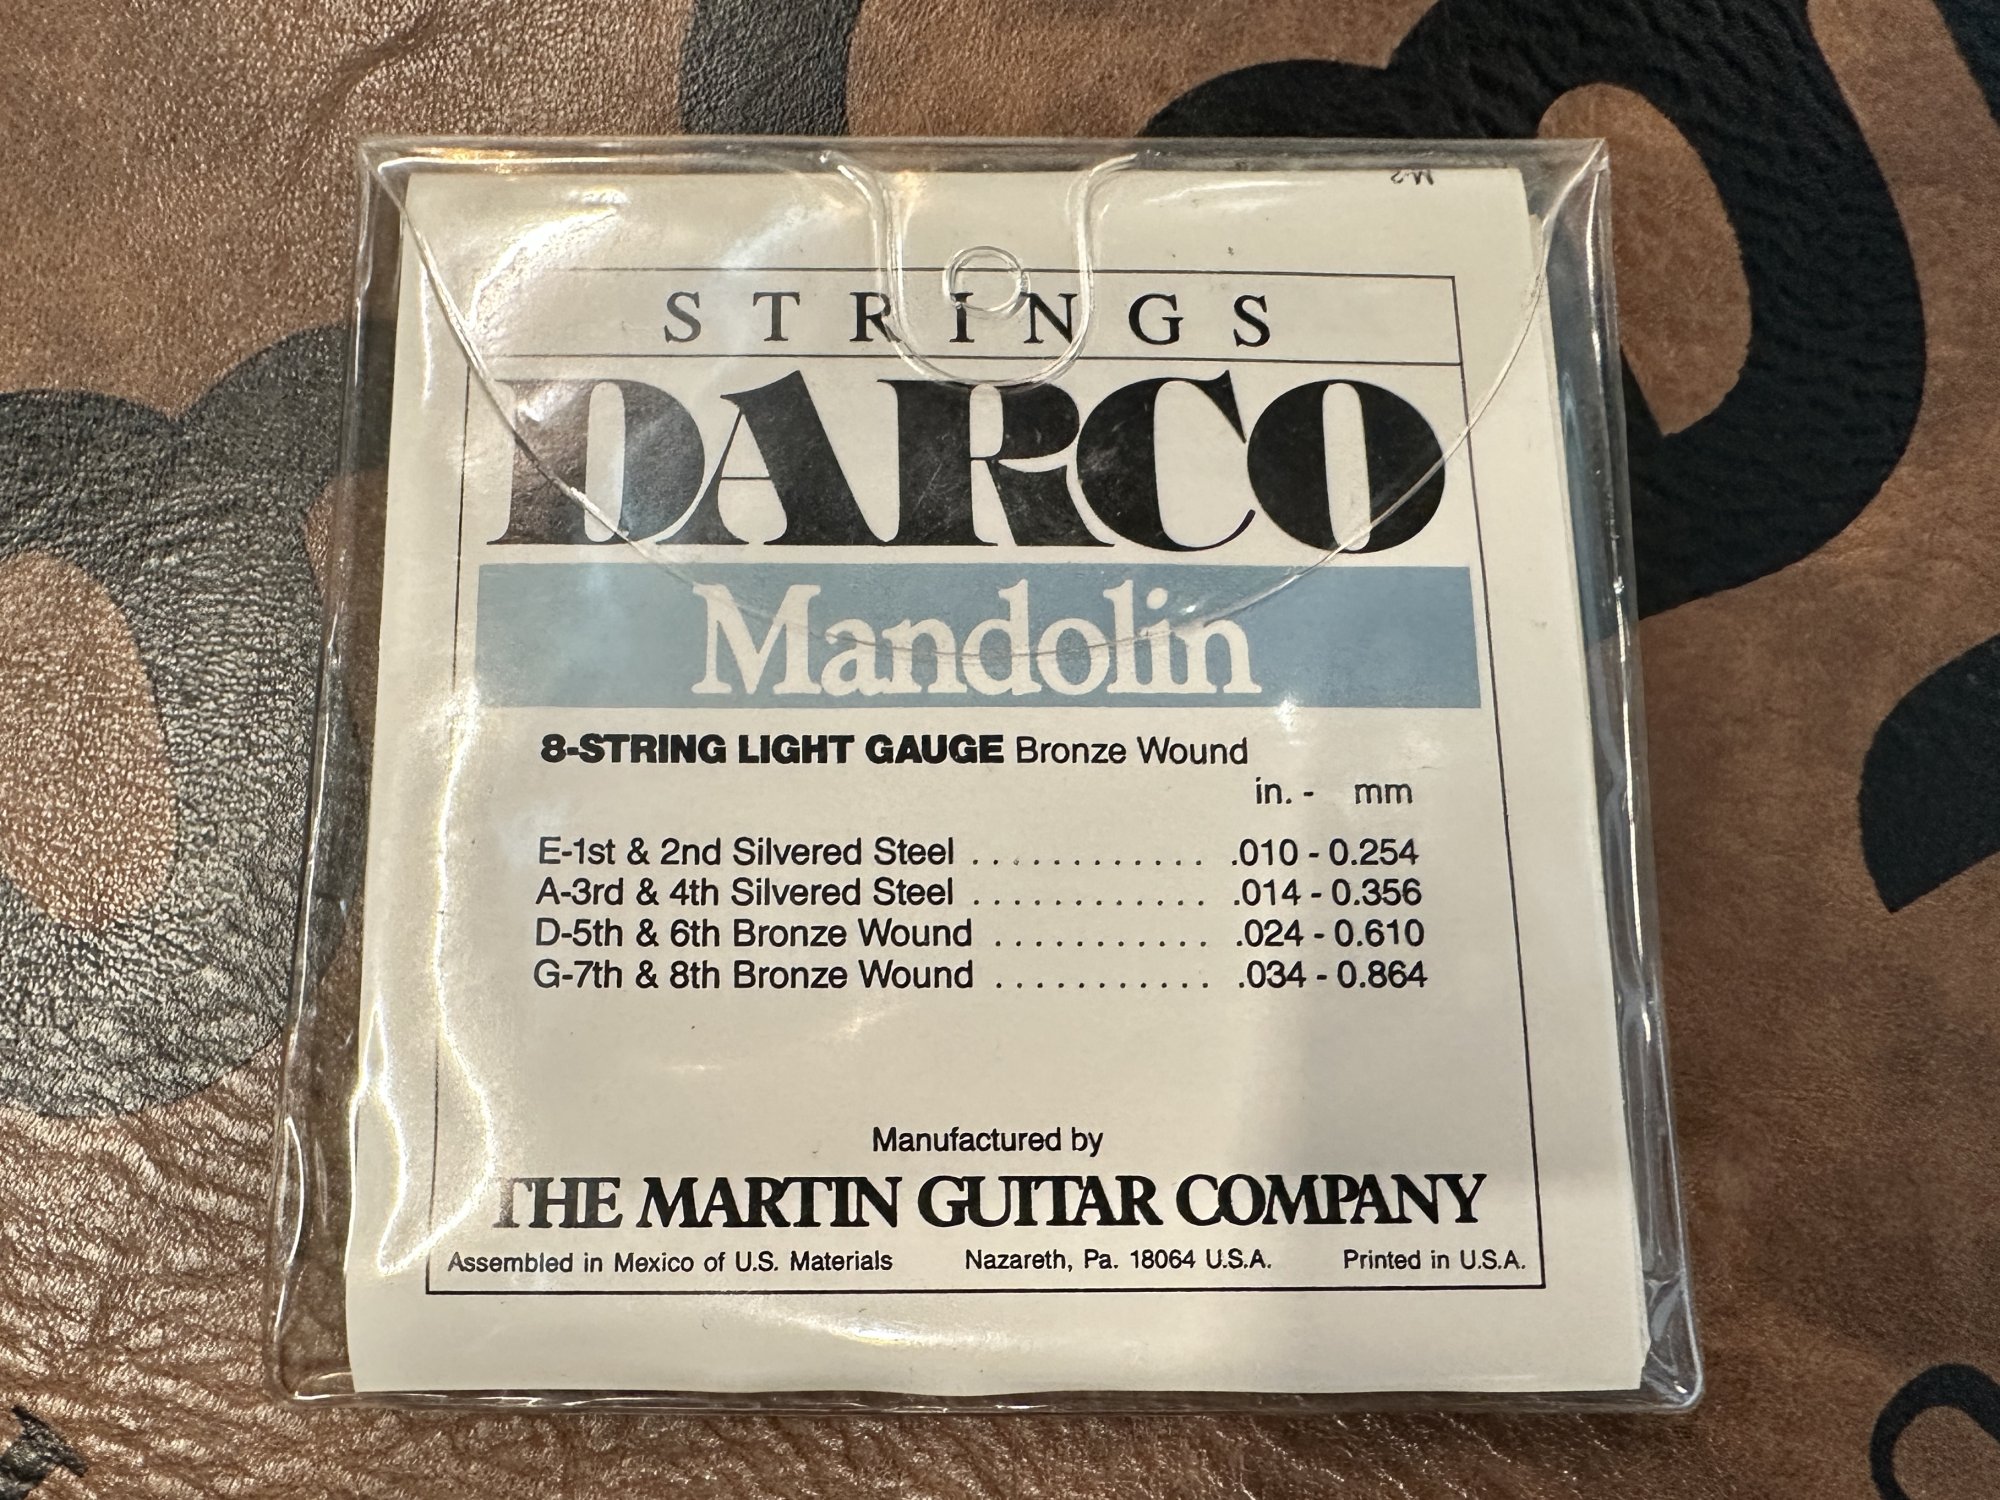 M-2
STRINGS
DARCO
Mandolin
8-STRING LIGHT GAUGE Bronze Wound
in. - mm
E-1st & 2nd Silvered Steel . . . . . . . . . . . . .010 - 0.254
A-3rd & 4th Silvered Steel . . . . . . . . . . . . .014 - 0.356
D-5th & 6th Bronze Wound . . . . . . . . . . . .024 - 0.610
G-7th & 8th Bronze Wound . . . . . . . . . . . .034 - 0.864
Manufactured by
THE MARTIN GUITAR COMPANY
Assembled in Mexico of U.S. Materials Nazareth, Pa. 18064 U.S.A. Printed in U.S.A.